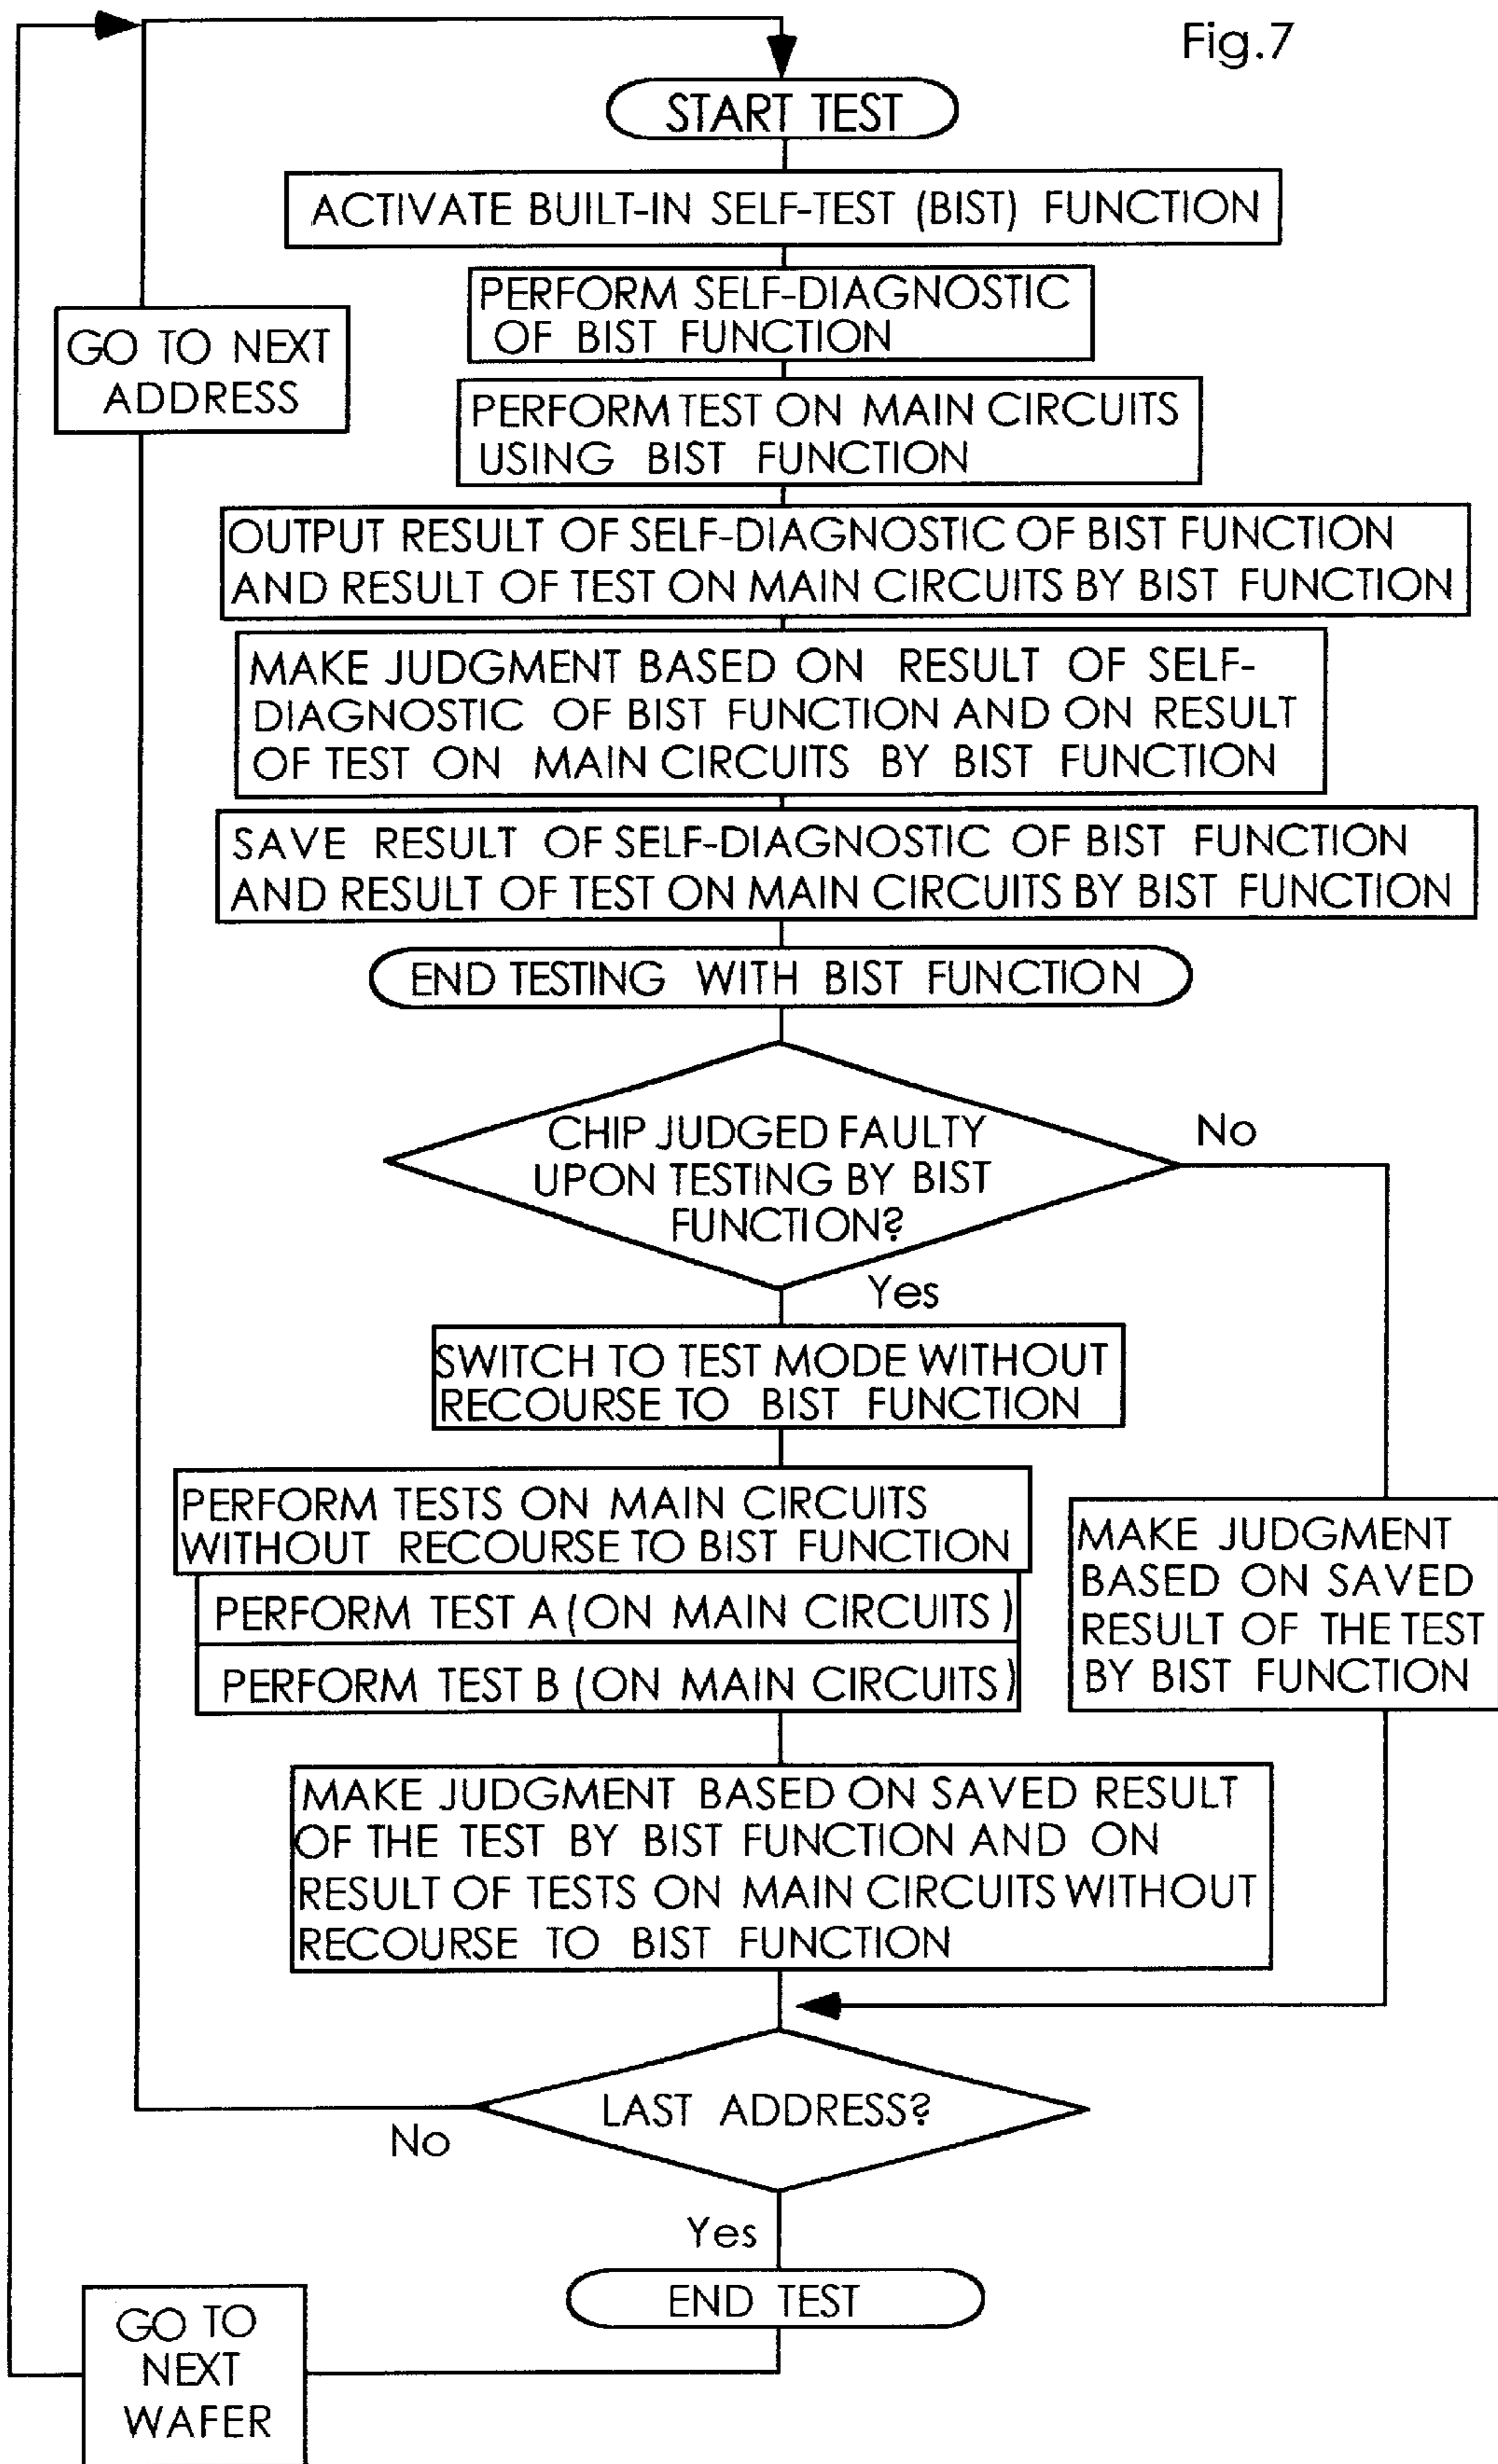 Fig.7
START TEST
ACTIVATE BUILT-IN SELF-TEST (BIST) FUNCTION
PERFORM SELF-DIAGNOSTIC
OF BIST FUNCTION
GO TO NEXT
ADDRESS
PERFORM TEST ON MAIN CIRCUITS
USING BIST FUNCTION
OUTPUT RESULT OF SELF-DIAGNOSTIC OF BIST FUNCTION
AND RESULT OF TEST ON MAIN CIRCUITS BY BIST FUNCTION
MAKE JUDGMENT BASED ON RESULT OF SELF-
DIAGNOSTIC OF BIST FUNCTION AND ON RESULT
OF TEST ON MAIN CIRCUITS BY BIST FUNCTION
SAVE RESULT OF SELF-DIAGNOSTIC OF BIST FUNCTION
AND RESULT OF TEST ON MAIN CIRCUITS BY BIST FUNCTION
END TESTING WITH BIST FUNCTION
CHIP JUDGED FAULTY
UPON TESTING BY BIST
FUNCTION?
No
Yes
SWITCH TO TEST MODE WITHOUT
RECOURSE TO BIST FUNCTION
PERFORM TESTS ON MAIN CIRCUITS
WITHOUT RECOURSE TO BIST FUNCTION
PERFORM TEST A (ON MAIN CIRCUITS)
PERFORM TEST B (ON MAIN CIRCUITS)
MAKE JUDGMENT
BASED ON SAVED
RESULT OF THE TEST
BY BIST FUNCTION
MAKE JUDGMENT BASED ON SAVED RESULT
OF THE TEST BY BIST FUNCTION AND ON
RESULT OF TESTS ON MAIN CIRCUITS WITHOUT
RECOURSE TO BIST FUNCTION
LAST ADDRESS?
No
Yes
END TEST
GO TO
NEXT
WAFER